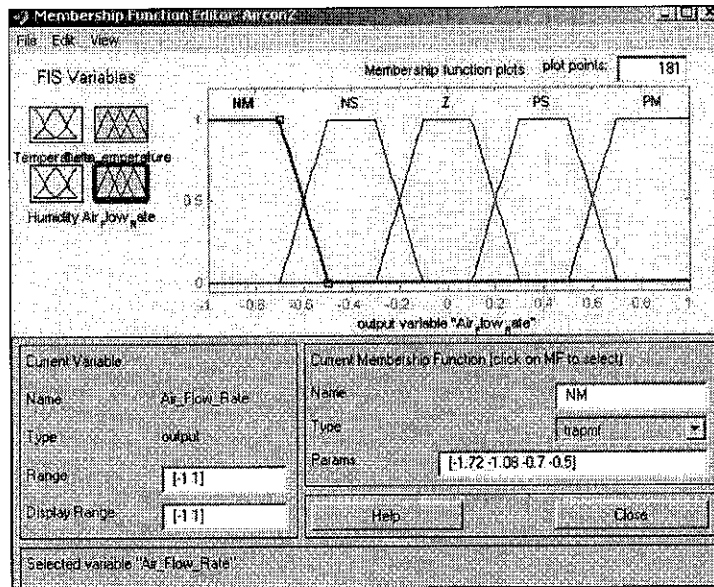 Membership Function Editor: Aircon2
File Edit View
FIS Variables
Membership function plots plot points: 181
NM NS Z PS PM
1
0.5
0
-1 -0.8 -0.6 -0.4 -0.2 0 0.2 0.4 0.6 0.8 1
output variable "Air_Flow_Rate"
Temperature
Humidity Air_Flow_Rate
Current Variable
Name Air_Flow_Rate
Type output
Range [-1 1]
Display Range [-1 1]
Current Membership Function (click on MF to select)
Name NM
Type trapmf
Params [-1.72 -1.08 -0.7 -0.5]
Help Close
Selected variable "Air_Flow_Rate"